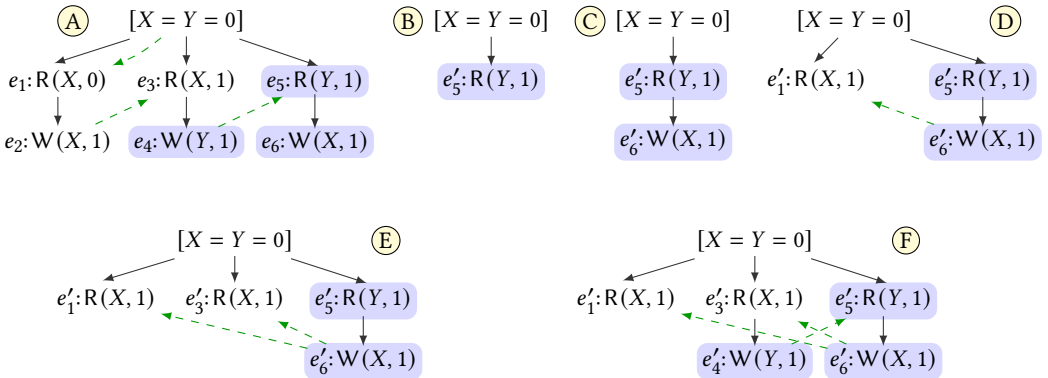 A [X = Y = 0] B [X = Y = 0] C [X = Y = 0] [X = Y = 0] D
e₁:R(X, 0) e₃:R(X, 1) e₅:R(Y, 1) e′₅:R(Y, 1) e′₅:R(Y, 1) e′₁:R(X, 1) e′₅:R(Y, 1)
e₂:W(X, 1) e₄:W(Y, 1) e₆:W(X, 1) e′₆:W(X, 1) e′₆:W(X, 1)
[X = Y = 0] E [X = Y = 0] F
e′₁:R(X, 1) e′₃:R(X, 1) e′₅:R(Y, 1) e′₁:R(X, 1) e′₃:R(X, 1) e′₅:R(Y, 1)
e′₆:W(X, 1) e′₄:W(Y, 1) e′₆:W(X, 1)